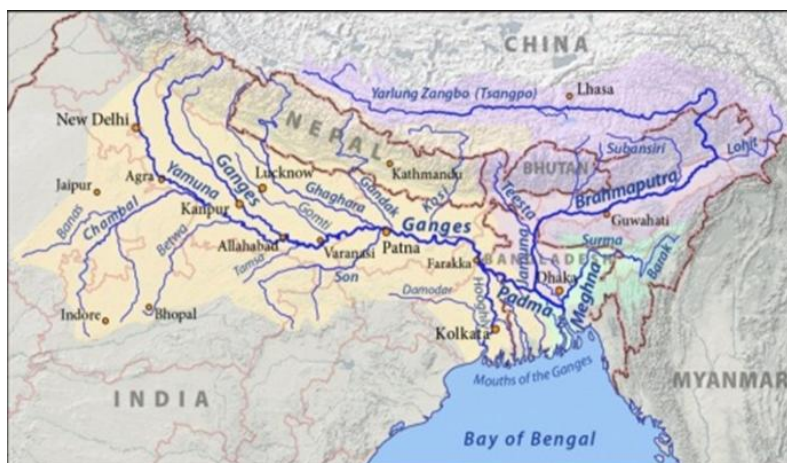 CHINA
Yarlung Zangbo (Tsangpo)
Lhasa
New Delhi
NEPAL
Subansiri
Lohit
BHUTAN
Agra
Yamuna
Ganges
Lucknow
Ghaghara
Gandak
Kathmandu
Kosi
Teesta
Brahmaputra
Jaipur
Banas
Chambal
Kanpur
Gomti
Guwahati
Betwa
Allahabad
Varanasi
Patna
Ganges
Jamuna
Surma
Barak
Tamsa
Son
Farakka
BANGLADESH
Dhaka
Meghna
Indore
Bhopal
Damodar
Hooghly
Padma
Kolkata
Mouths of the Ganges
INDIA
MYANMAR
Bay of Bengal